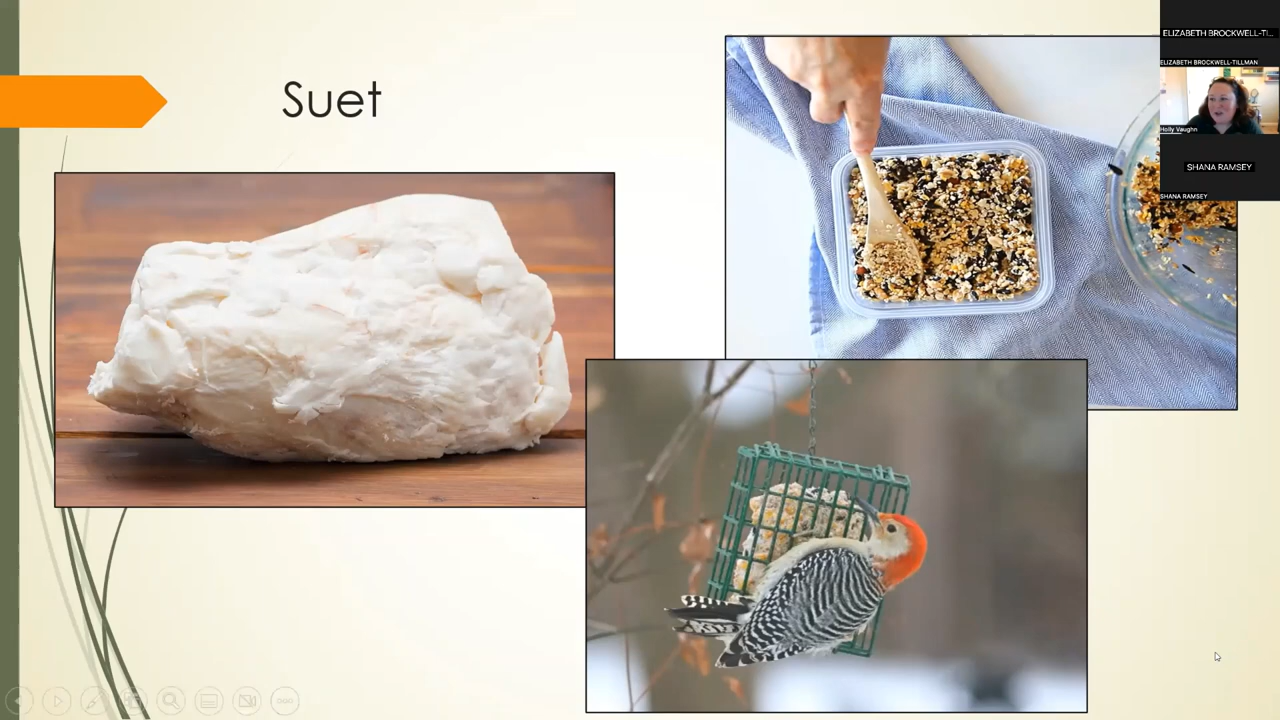 Suet
ELIZABETH BROCKWELL-TI...
ELIZABETH BROCKWELL-TILLMAN
Holly Vaughn
SHANA RAMSEY
SHANA RAMSEY